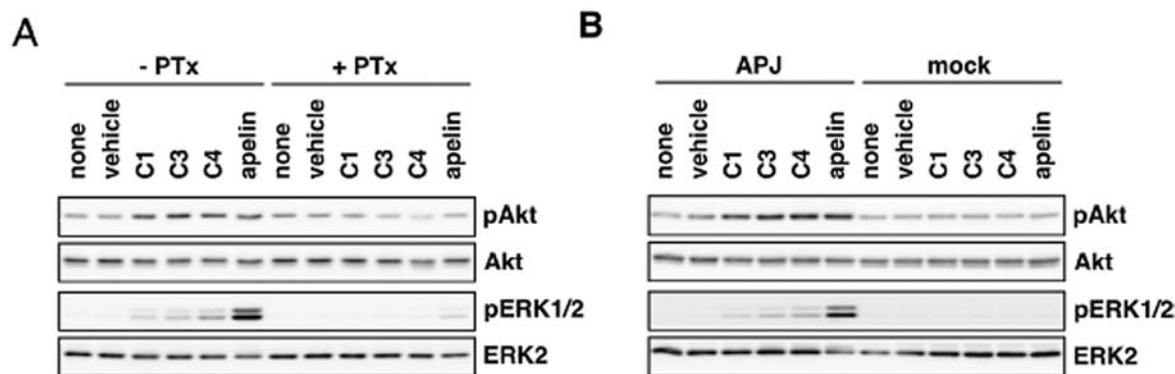 A
- PTx + PTx
none vehicle C1 C3 C4 apelin none vehicle C1 C3 C4 apelin
pAkt
Akt
pERK1/2
ERK2
B
APJ mock
none vehicle C1 C3 C4 apelin none vehicle C1 C3 C4 apelin
pAkt
Akt
pERK1/2
ERK2